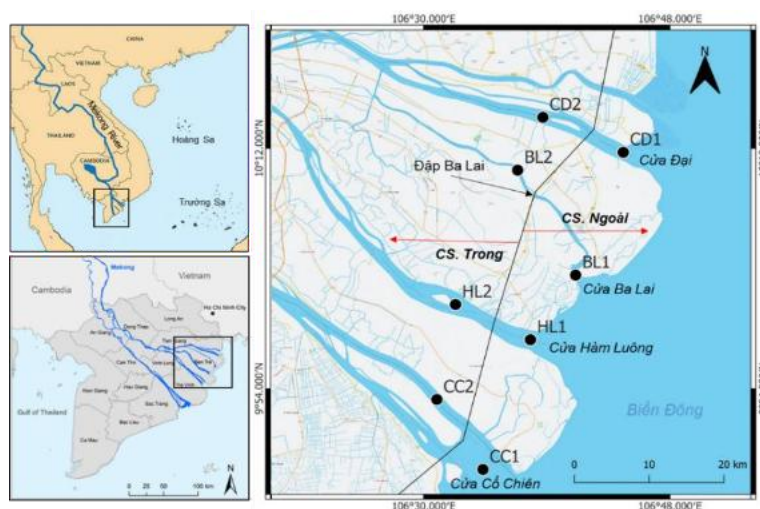 CHINA
VIETNAM
LAOS
Mekong River
THAILAND
Hoàng Sa
CAMBODIA
Trường Sa
Mekong
Vietnam
Cambodia
Ho Chi Minh City
Long An
An Giang
Dong Thap
Tien Giang
Ben Tre
Can Tho
Vinh Long
Tra Vinh
Kien Giang
Hau Giang
Soc Trang
Bac Lieu
Ca Mau
Gulf of Thailand
N
0 50 100 km
106°30.000'E
106°48.000'E
N
10°12.000'N
CD2
CD1
Cửa Đại
BL2
Đập Ba Lai
CS. Ngoài
CS. Trong
BL1
Cửa Ba Lai
HL2
HL1
Cửa Hàm Luông
9°54.000'N
CC2
Biển Đông
CC1
Cửa Cổ Chiên
0 10 20 km
106°30.000'E
106°48.000'E